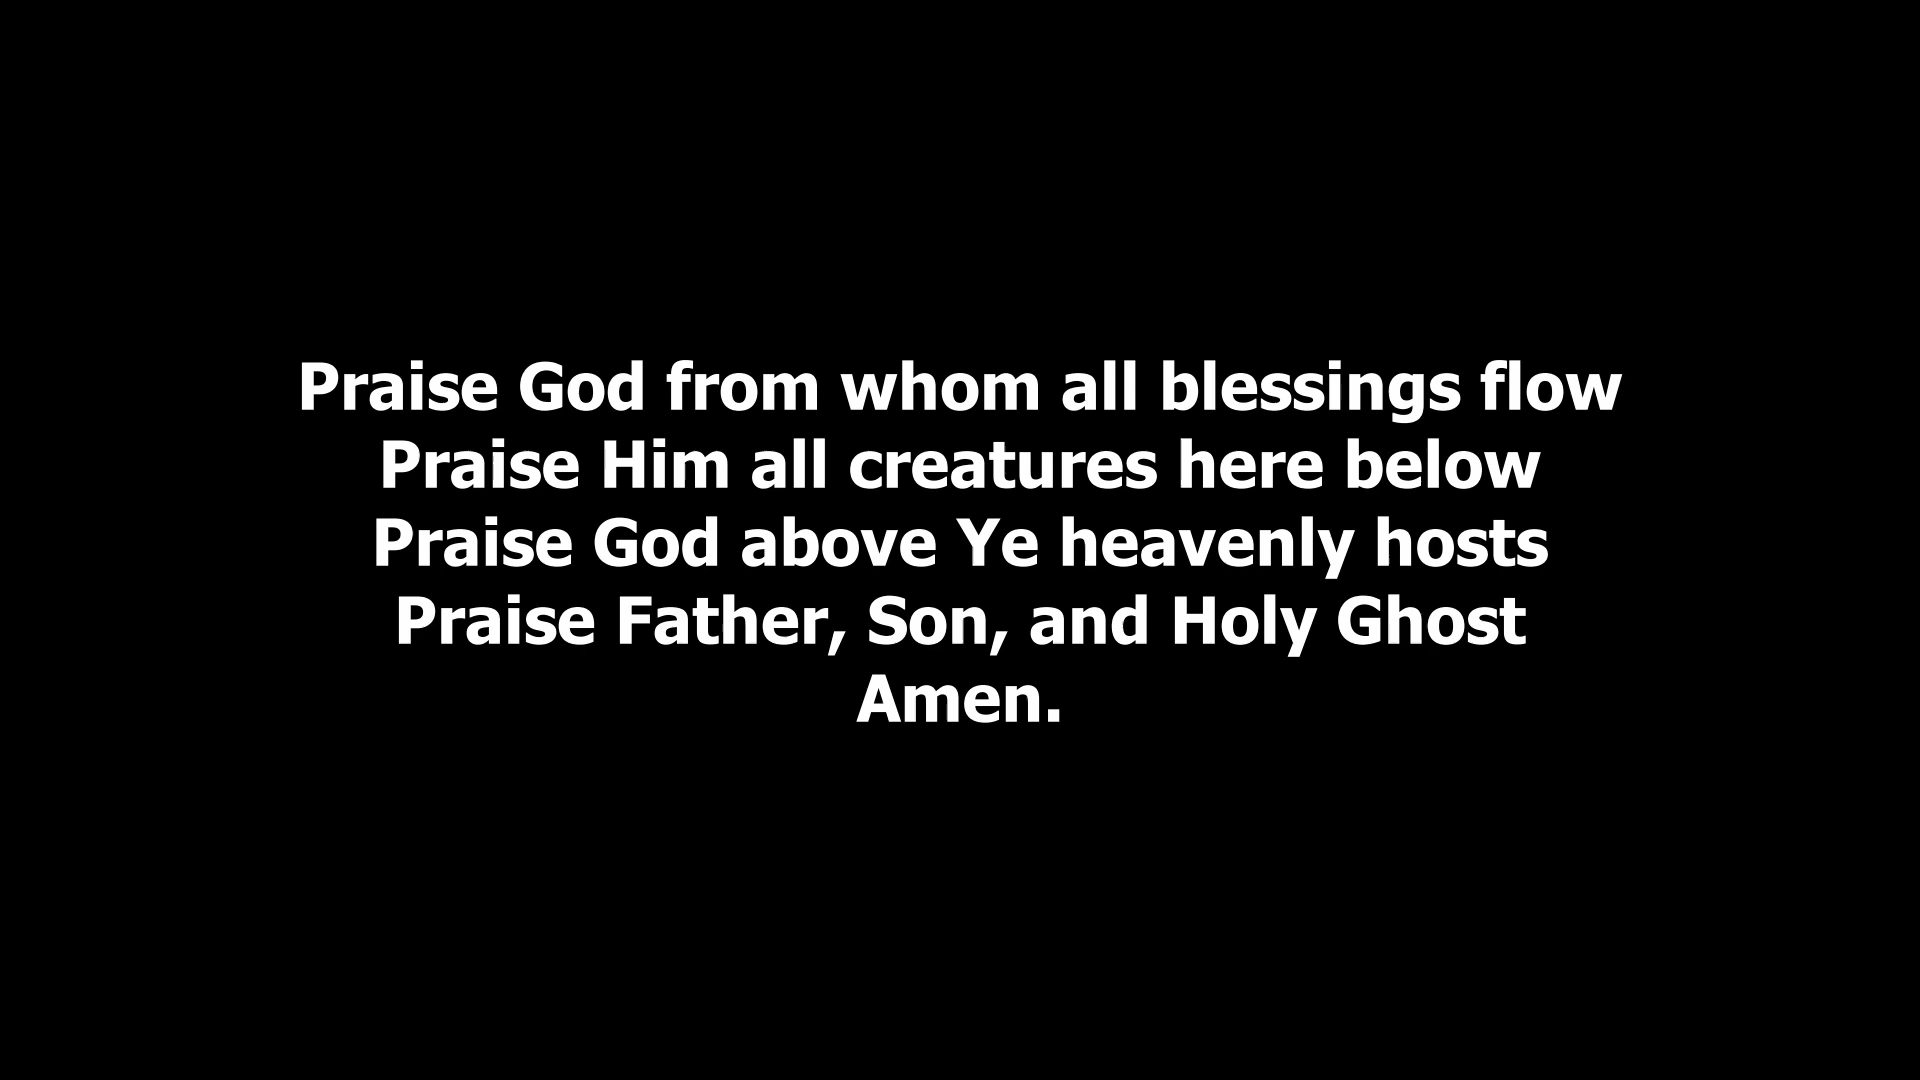 Praise God from whom all blessings flow
Praise Him all creatures here below
Praise God above Ye heavenly hosts
Praise Father, Son, and Holy Ghost
Amen.